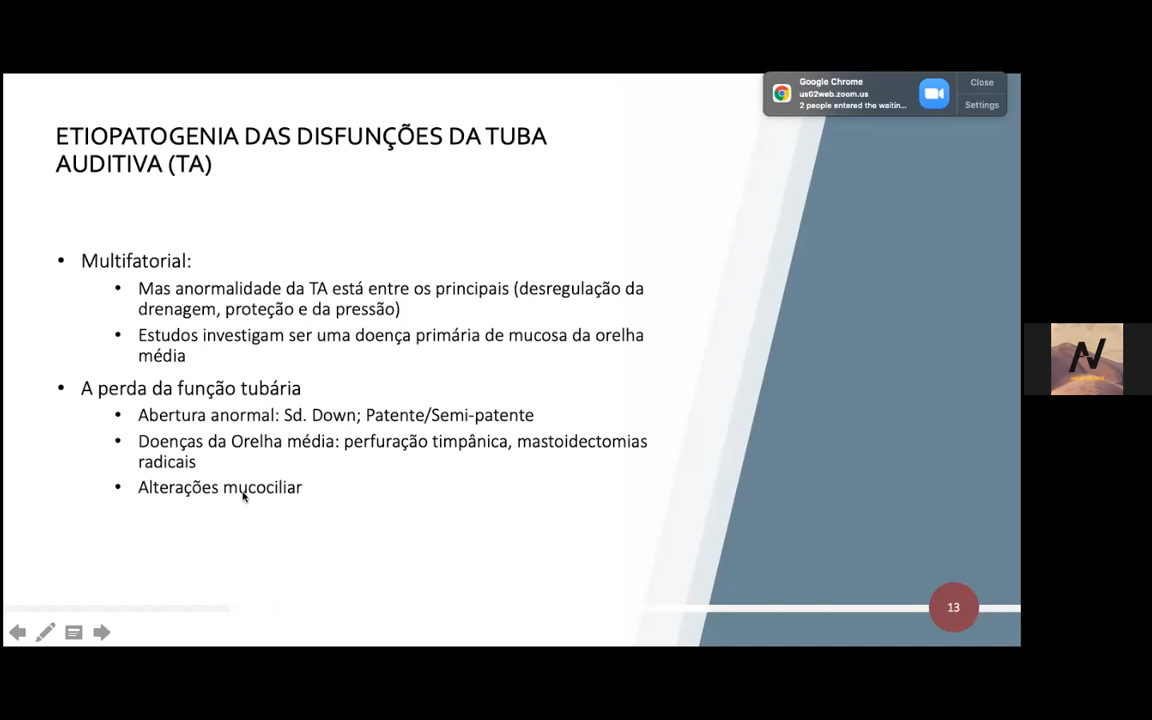 Google Chrome
Close
us02web.zoom.us
2 people entered the waitin...
Settings
ETIOPATOGENIA DAS DISFUNÇÕES DA TUBA
AUDITIVA (TA)
• Multifatorial:
• Mas anormalidade da TA está entre os principais (desregulação da
drenagem, proteção e da pressão)
• Estudos investigam ser uma doença primária de mucosa da orelha
média
• A perda da função tubária
• Abertura anormal: Sd. Down; Patente/Semi-patente
• Doenças da Orelha média: perfuração timpânica, mastoidectomias
radicais
• Alterações mucociliar
13